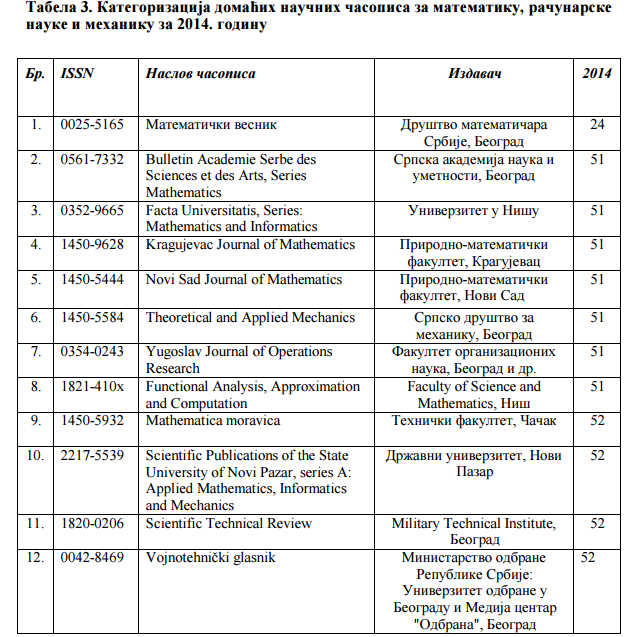 Табела 3. Категоризација домаћих научних часописа за математику, рачунарске
науке и механику за 2014. годину
Бр. ISSN Наслов часописа Издавач 2014
1. 0025-5165 Математички весник Друштво математичара 24
Србије, Београд
2. 0561-7332 Bulletin Academie Serbe des Српска академија наука и 51
Sciences et des Arts, Series уметности, Београд
Mathematics
3. 0352-9665 Facta Universitatis, Series: Универзитет у Нишу 51
Mathematics and Informatics
4. 1450-9628 Kragujevac Journal of Mathematics Природно-математички 51
факултет, Крагујевац
5. 1450-5444 Novi Sad Journal of Mathematics Природно-математички 51
факултет, Нови Сад
6. 1450-5584 Theoretical and Applied Mechanics Српско друштво за 51
механику, Београд
7. 0354-0243 Yugoslav Journal of Operations Факултет организационих 51
Research наука, Београд и др.
8. 1821-410x Functional Analysis, Approximation Faculty of Science and 51
and Computation Mathematics, Ниш
9. 1450-5932 Mathematica moravica Технички факултет, Чачак 52
10. 2217-5539 Scientific Publications of the State Државни универзитет, Нови 52
University of Novi Pazar, series A: Пазар
Applied Mathematics, Informatics
and Mechanics
11. 1820-0206 Scientific Technical Review Military Technical Institute, 52
Београд
12. 0042-8469 Vojnotehnički glasnik Министарство одбране 52
Републике Србије:
Универзитет одбране у
Београду и Медија центар
"Одбрана", Београд